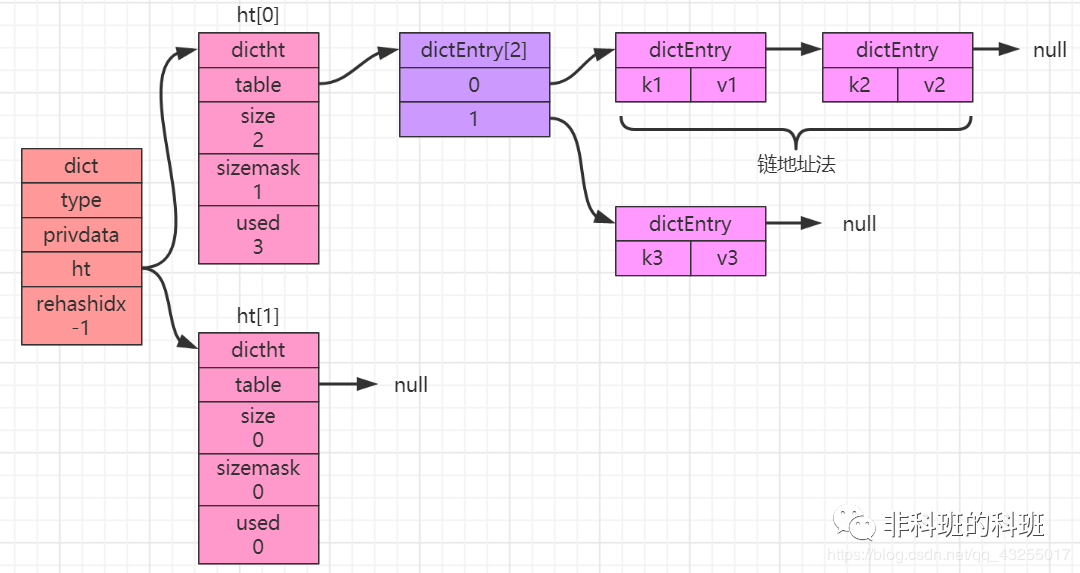 ht[0]
dictht
table
size
2
sizemask
1
used
3
dictEntry[2]
0
1
dictEntry
k1 v1
dictEntry
k2 v2
null
链地址法
dictEntry
k3 v3
null
dict
type
privdata
ht
rehashidx
-1
ht[1]
dictht
table
size
0
sizemask
0
used
0
null
非科班的科班
https://blog.csdn.net/qq_43255017